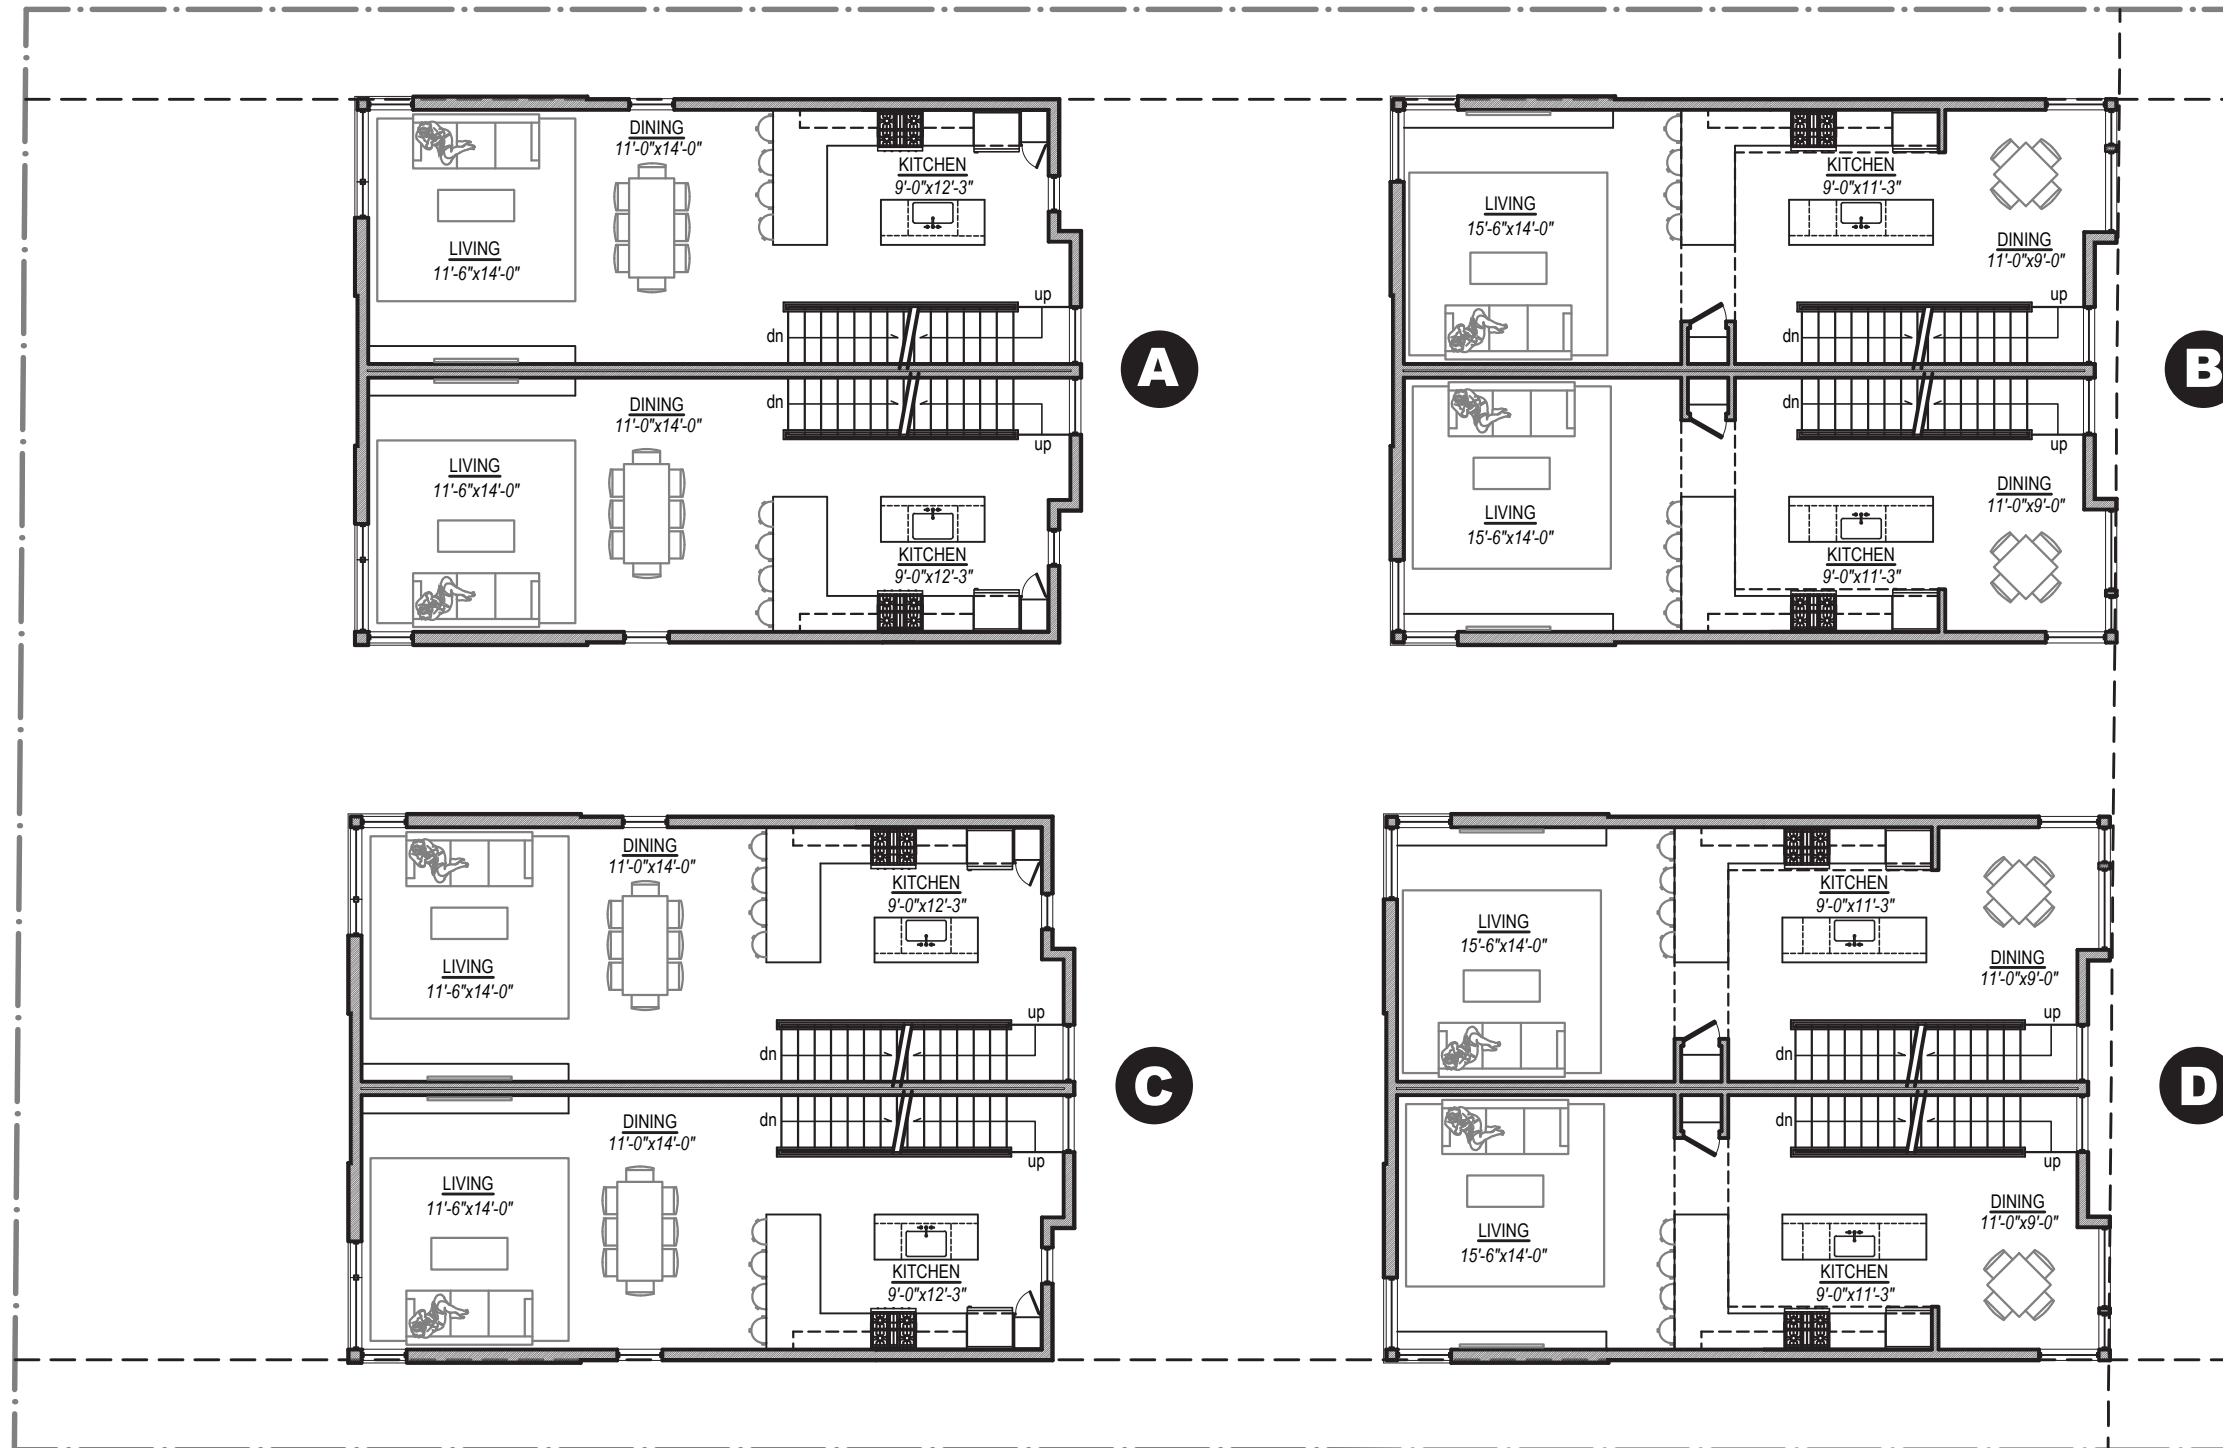 DINING
11'-0"x14'-0"
KITCHEN
9'-0"x12'-3"
LIVING
11'-6"x14'-0"
up
dn
dn
up
DINING
11'-0"x14'-0"
LIVING
11'-6"x14'-0"
KITCHEN
9'-0"x12'-3"
A
KITCHEN
9'-0"x11'-3"
LIVING
15'-6"x14'-0"
DINING
11'-0"x9'-0"
up
dn
dn
up
DINING
11'-0"x9'-0"
LIVING
15'-6"x14'-0"
KITCHEN
9'-0"x11'-3"
B
DINING
11'-0"x14'-0"
KITCHEN
9'-0"x12'-3"
LIVING
11'-6"x14'-0"
up
dn
dn
up
DINING
11'-0"x14'-0"
LIVING
11'-6"x14'-0"
KITCHEN
9'-0"x12'-3"
C
KITCHEN
9'-0"x11'-3"
LIVING
15'-6"x14'-0"
DINING
11'-0"x9'-0"
up
dn
dn
up
DINING
11'-0"x9'-0"
LIVING
15'-6"x14'-0"
KITCHEN
9'-0"x11'-3"
D